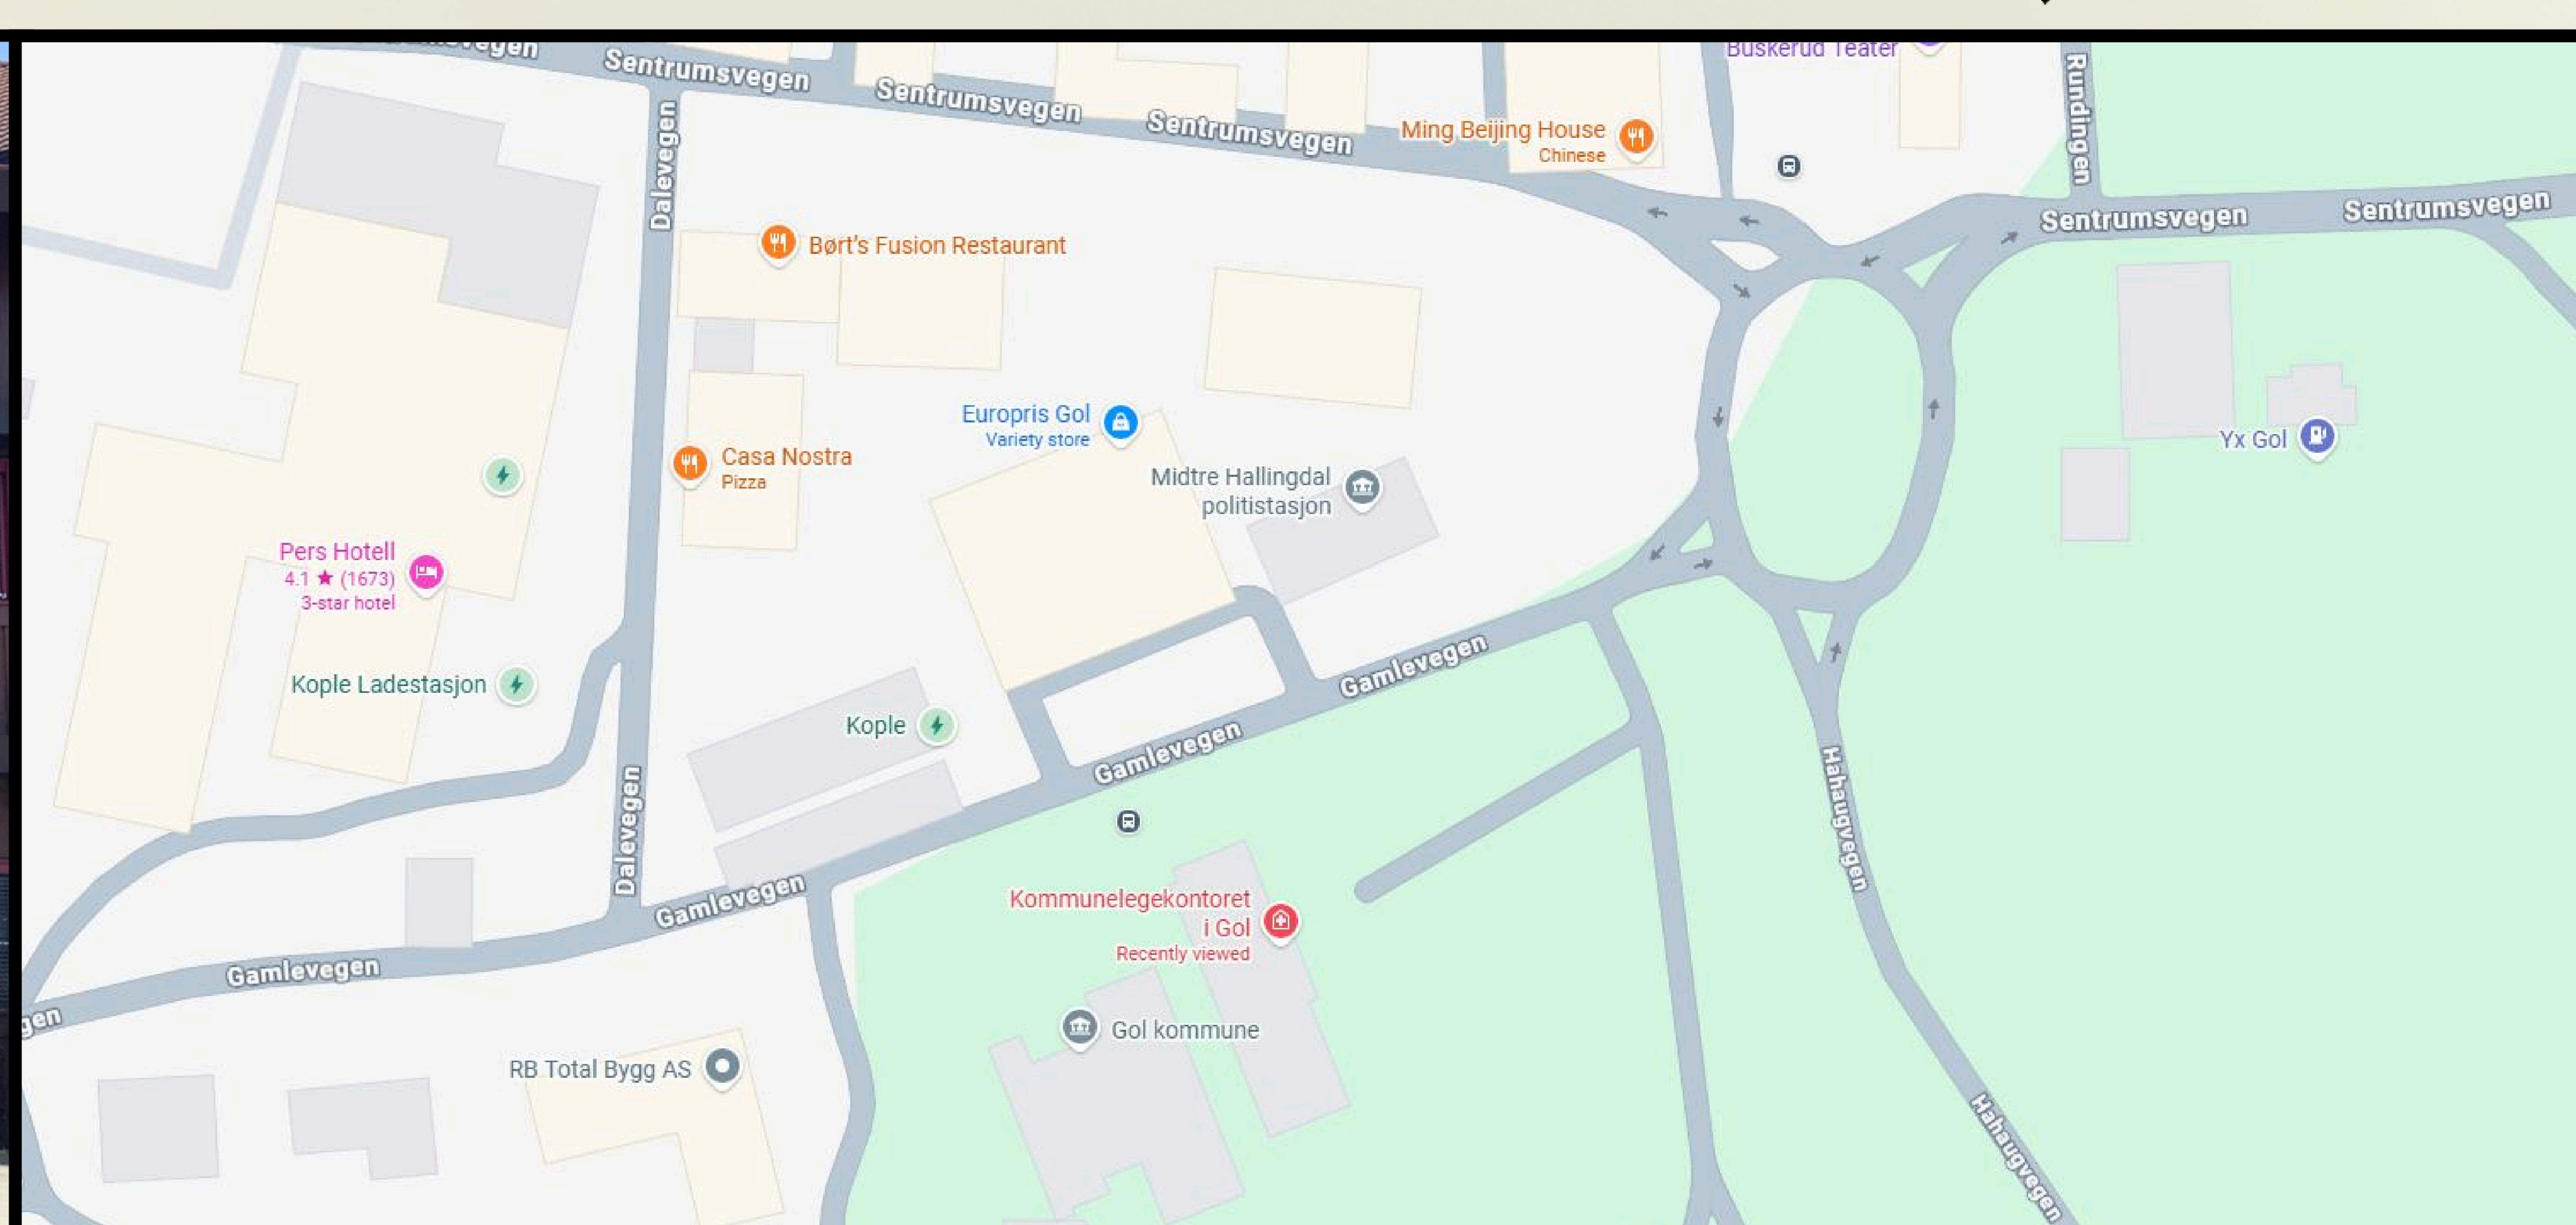 Sentrumsvegen
Sentrumsvegen
Sentrumsvegen
Buskerud Teater
Rundingen
Dalevegen
Ming Beijing House
Chinese
Sentrumsvegen
Sentrumsvegen
Børt's Fusion Restaurant
Europris Gol
Variety store
Casa Nostra
Pizza
Midtre Hallingdal
politistasjon
Yx Gol
Pers Hotell
4.1 ★ (1673)
3-star hotel
Kople Ladestasjon
Kople
Gamlevegen
Gamlevegen
Hahaugvegen
Dalevegen
Gamlevegen
Kommunelegekontoret
i Gol
Recently viewed
Gamlevegen
gen
Gol kommune
RB Total Bygg AS
Hahaugvegen